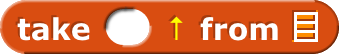 take ↑ from